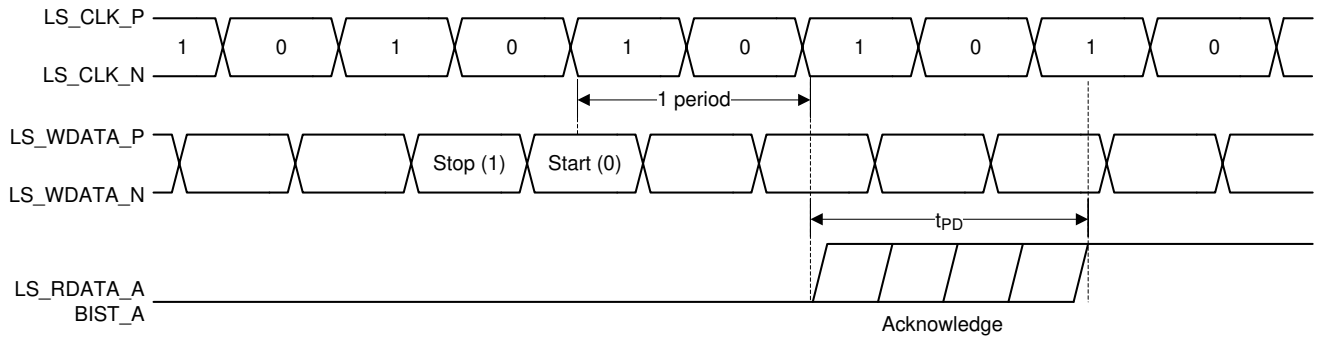 LS_CLK_P
1 0 1 0 1 0 1 0 1 0
LS_CLK_N
1 period
LS_WDATA_P
Stop (1) Start (0)
LS_WDATA_N
tPD
LS_RDATA_A
BIST_A
Acknowledge